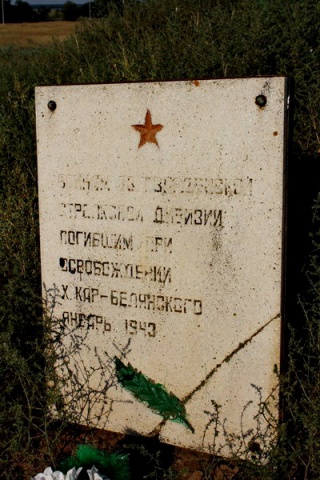 ВОИНАМ ГВАРДЕЙСКОЙ
СТРЕЛКОВОЙ ДИВИЗИИ
ПОГИБШИМ ПРИ
ОСВОБОЖДЕНИИ
Х. КАР-БЕЛЯНСКОГО
ЯНВАРЬ 1943